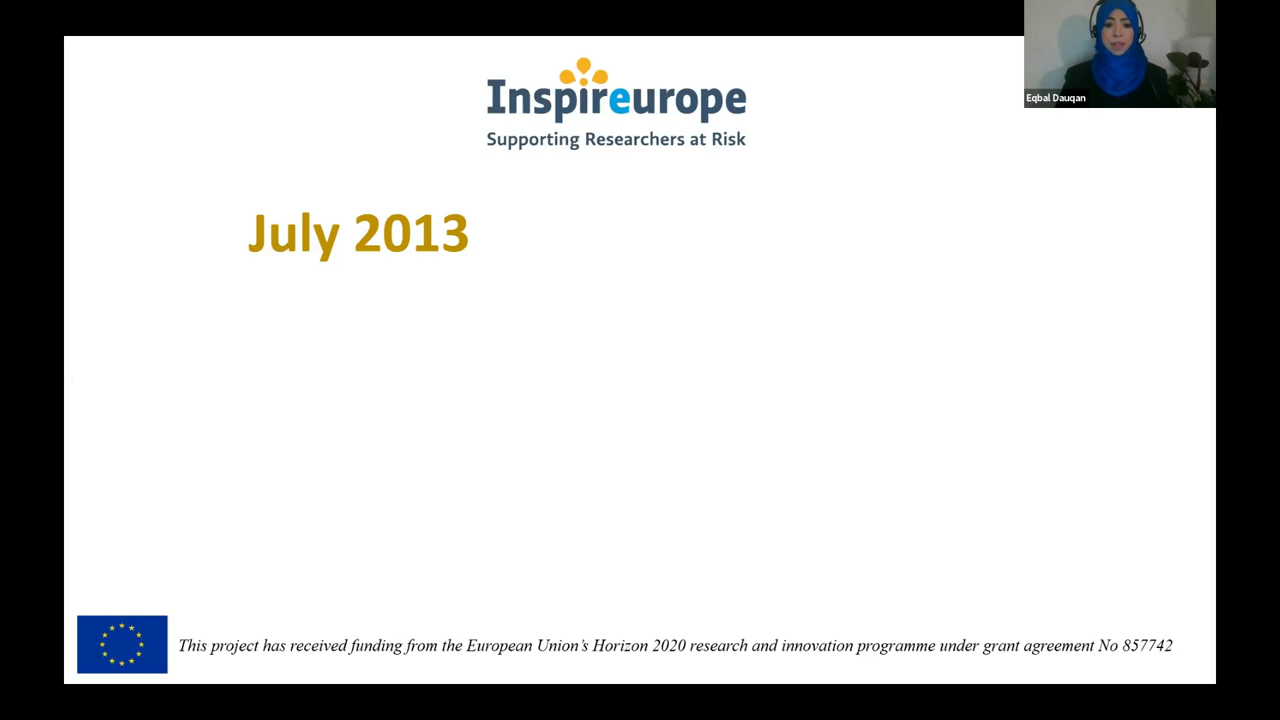 Inspireurope
Supporting Researchers at Risk
Eqbal Dauqan
July 2013
This project has received funding from the European Union's Horizon 2020 research and innovation programme under grant agreement No 857742